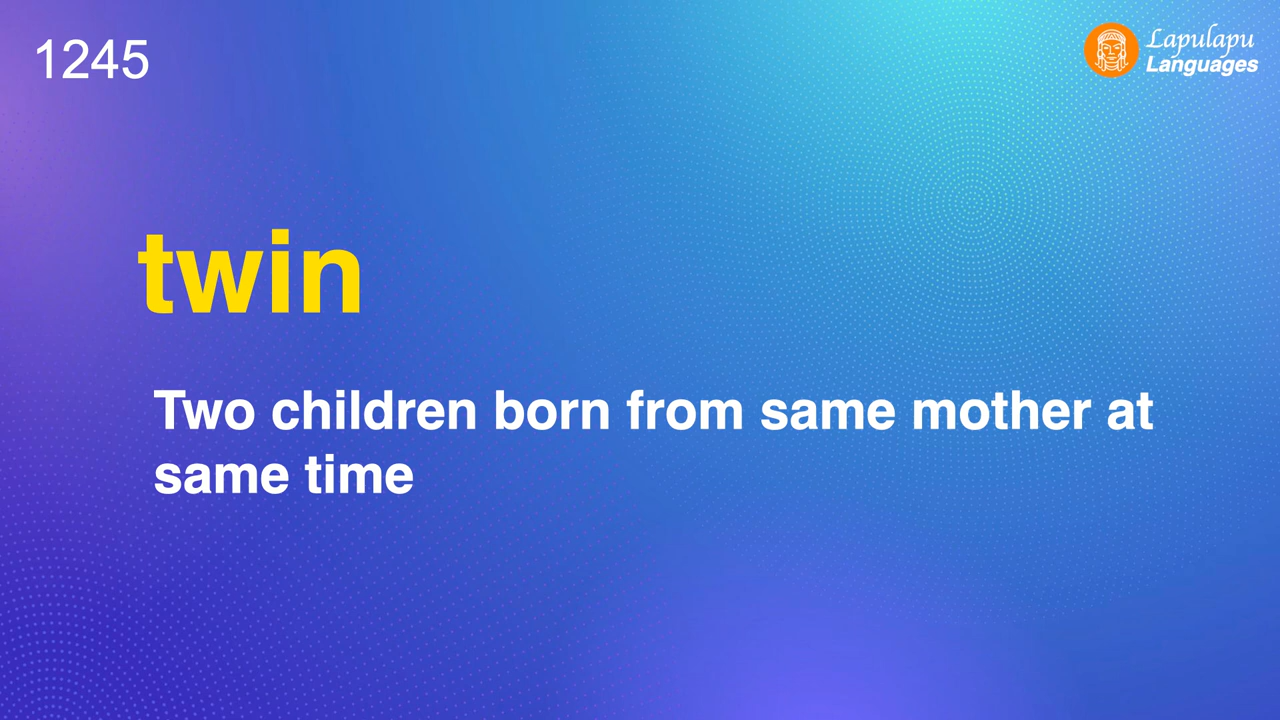 1245
Lapulapu
Languages
twin
Two children born from same mother at
same time